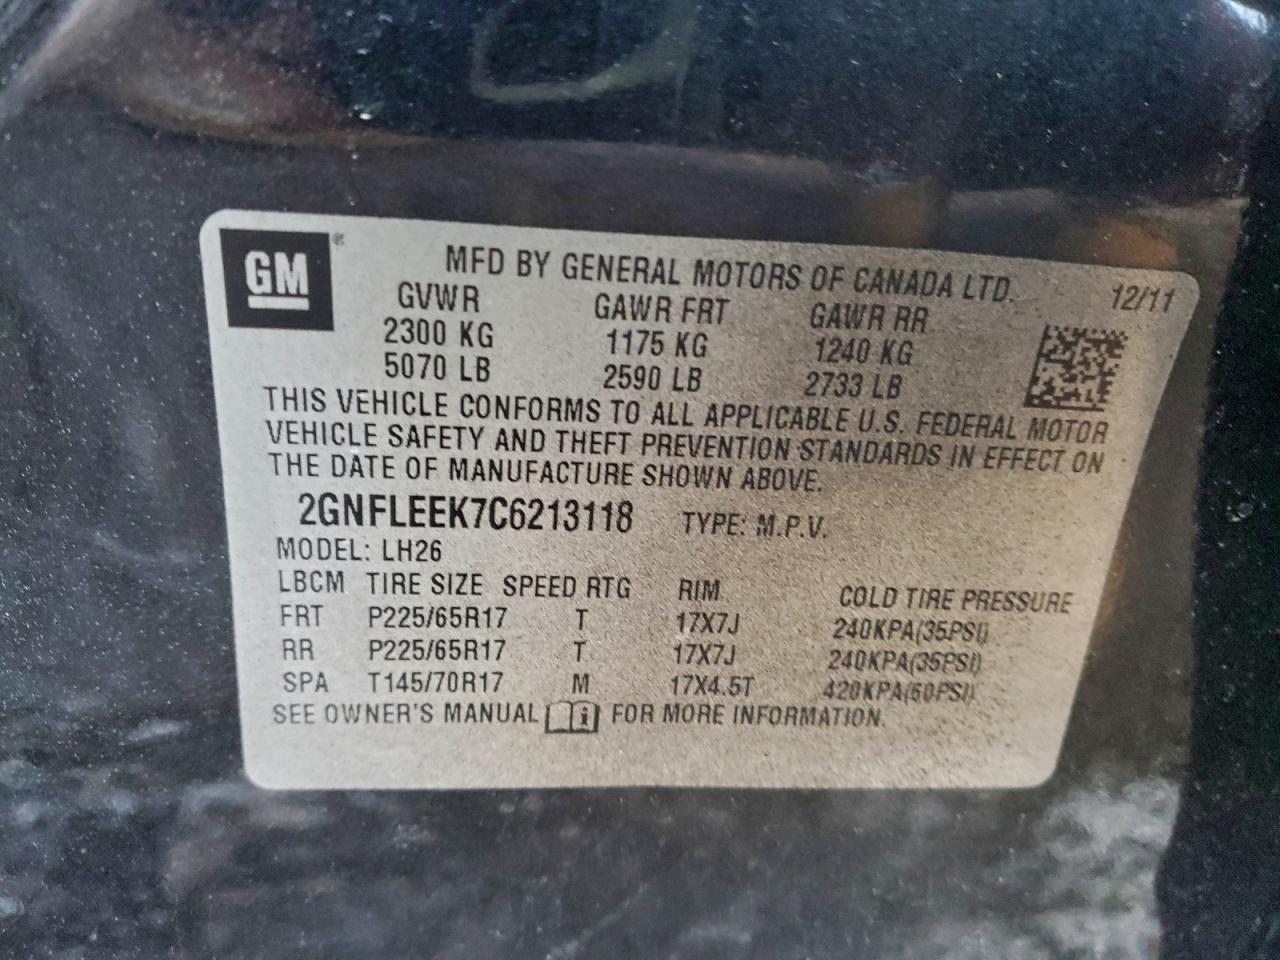 GM®
MFD BY GENERAL MOTORS OF CANADA LTD. 12/11
GVWR GAWR FRT GAWR RR
2300 KG 1175 KG 1240 KG
5070 LB 2590 LB 2733 LB
THIS VEHICLE CONFORMS TO ALL APPLICABLE U.S. FEDERAL MOTOR
VEHICLE SAFETY AND THEFT PREVENTION STANDARDS IN EFFECT ON
THE DATE OF MANUFACTURE SHOWN ABOVE.
2GNFLEEK7C6213118 TYPE: M.P.V.
MODEL: LH26
LBCM TIRE SIZE SPEED RTG RIM COLD TIRE PRESSURE
FRT P225/65R17 T 17X7J 240KPA(35PSI)
RR P225/65R17 T 17X7J 240KPA(35PSI)
SPA T145/70R17 M 17X4.5T 420KPA(60PSI)
SEE OWNER'S MANUAL i FOR MORE INFORMATION.